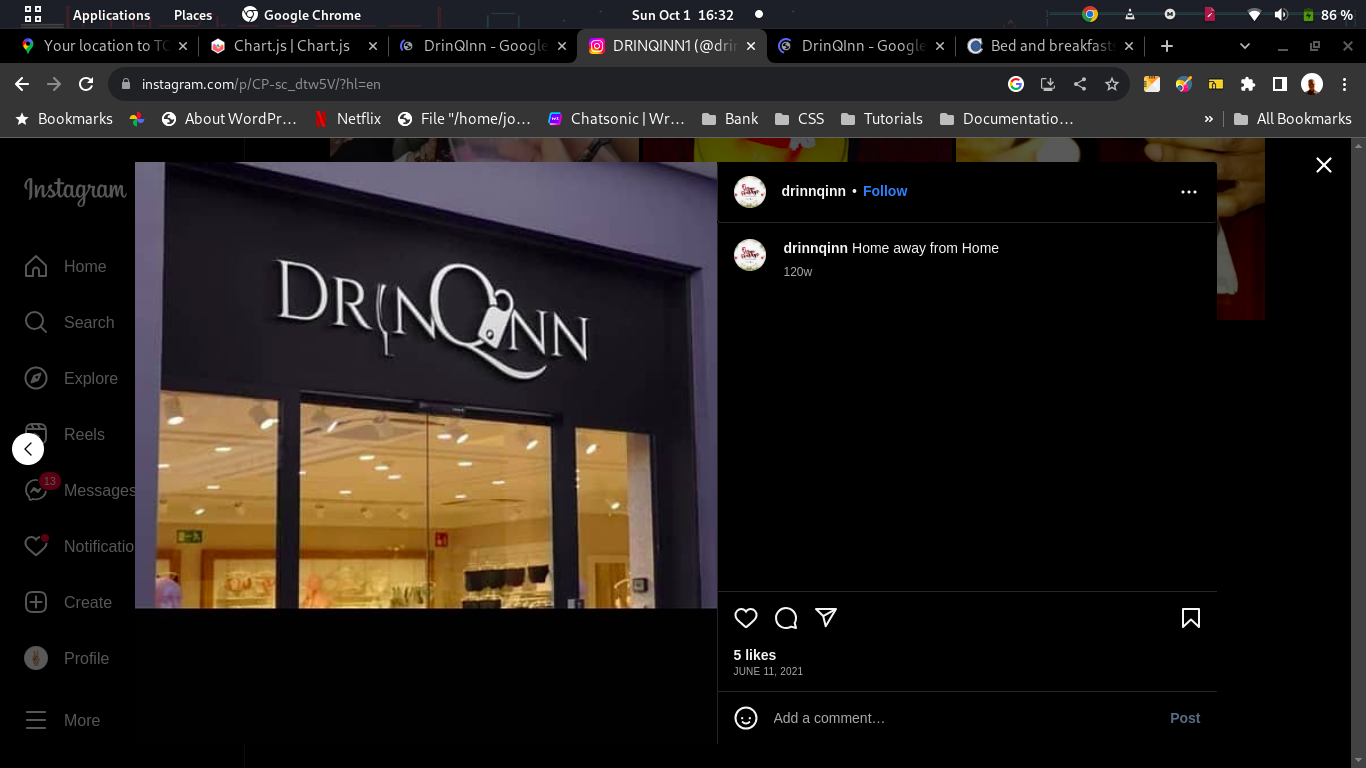 Applications
Places
Google Chrome
Sun Oct 1 16:32
86 %
Your location to TC
Chart.js | Chart.js
DrinQInn - Google
DRINQINN1 (@drin
DrinQInn - Google
Bed and breakfast
instagram.com/p/CP-sc_dtw5V/?hl=en
Bookmarks
About WordPr…
Netflix
File "/home/jo…
Chatsonic | Wr…
Bank
CSS
Tutorials
Documentatio…
»
All Bookmarks
Instagram
Home
Search
Explore
Reels
13
Messages
Notificatio
Create
Profile
More
DRINQINN
drinnqinn • Follow
drinnqinn Home away from Home
120w
5 likes
JUNE 11, 2021
Add a comment…
Post